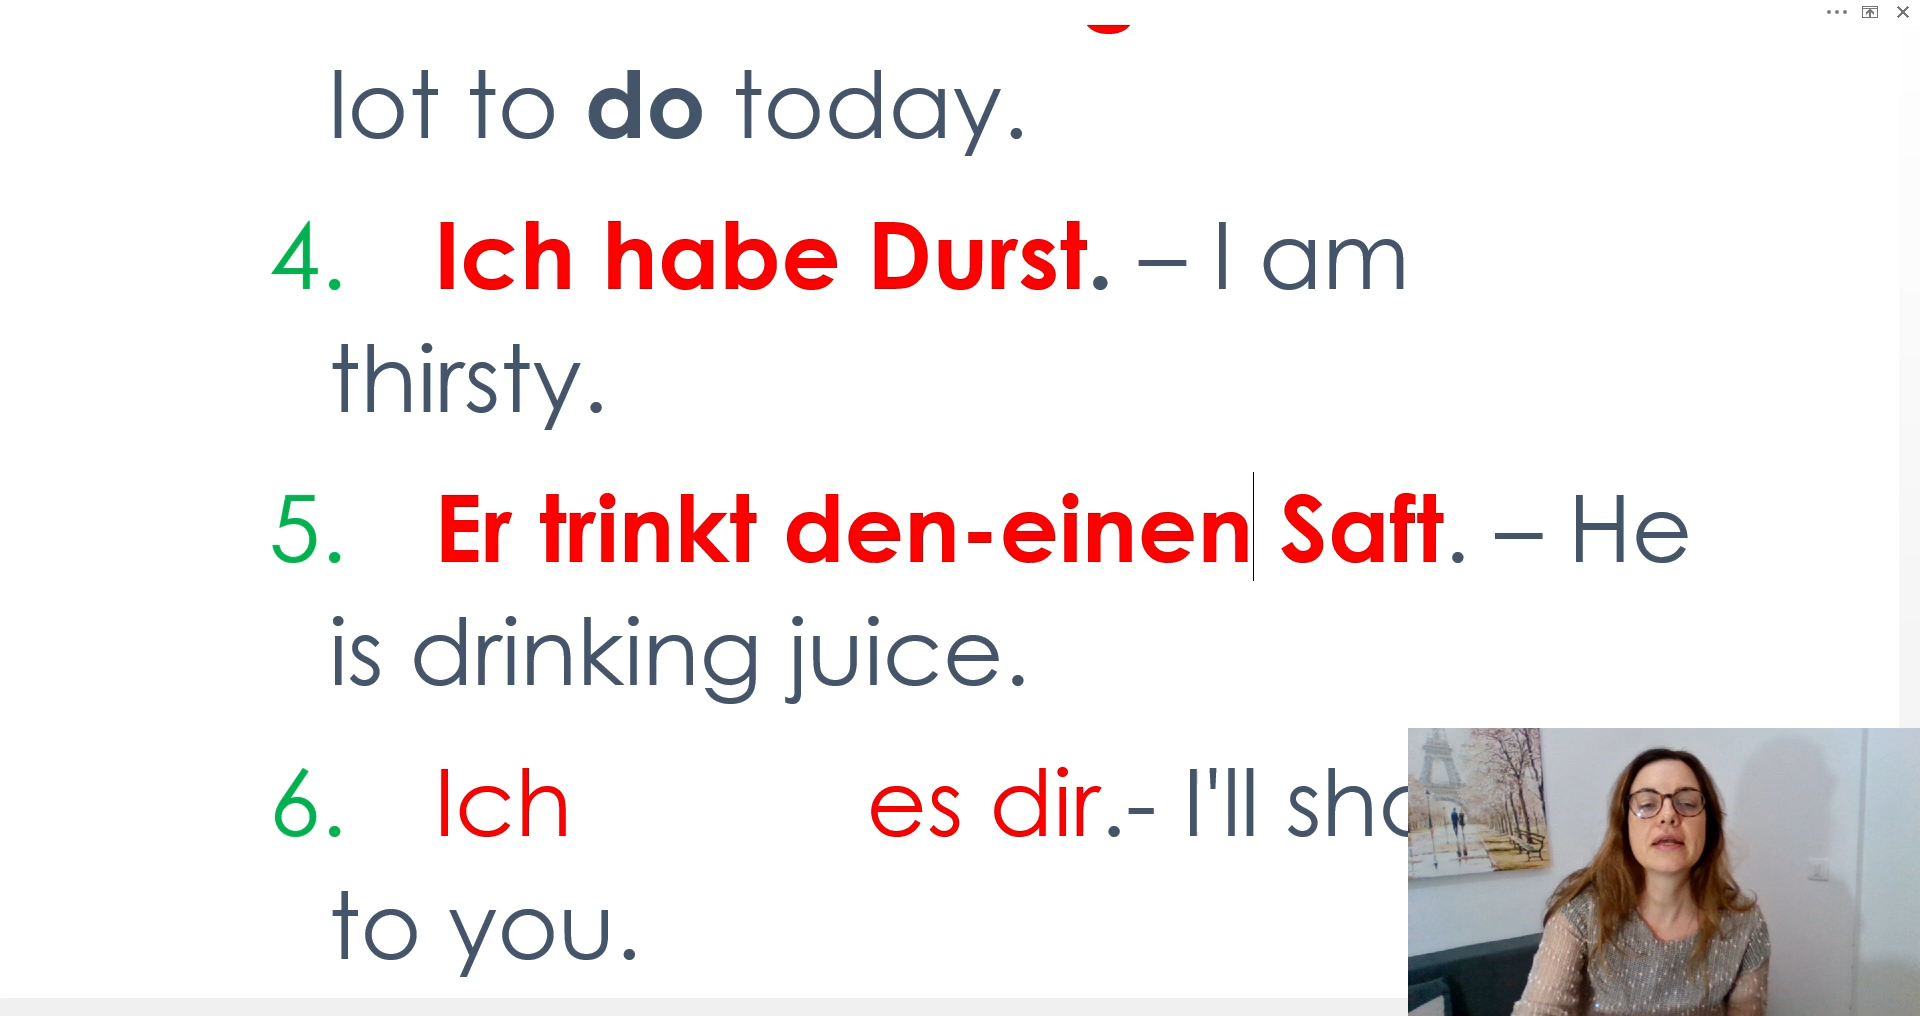 lot to do today.
4. Ich habe Durst. – I am
thirsty.
5. Er trinkt den-einen Saft. – He
is drinking juice.
6. Ich es dir.- I'll
to you.